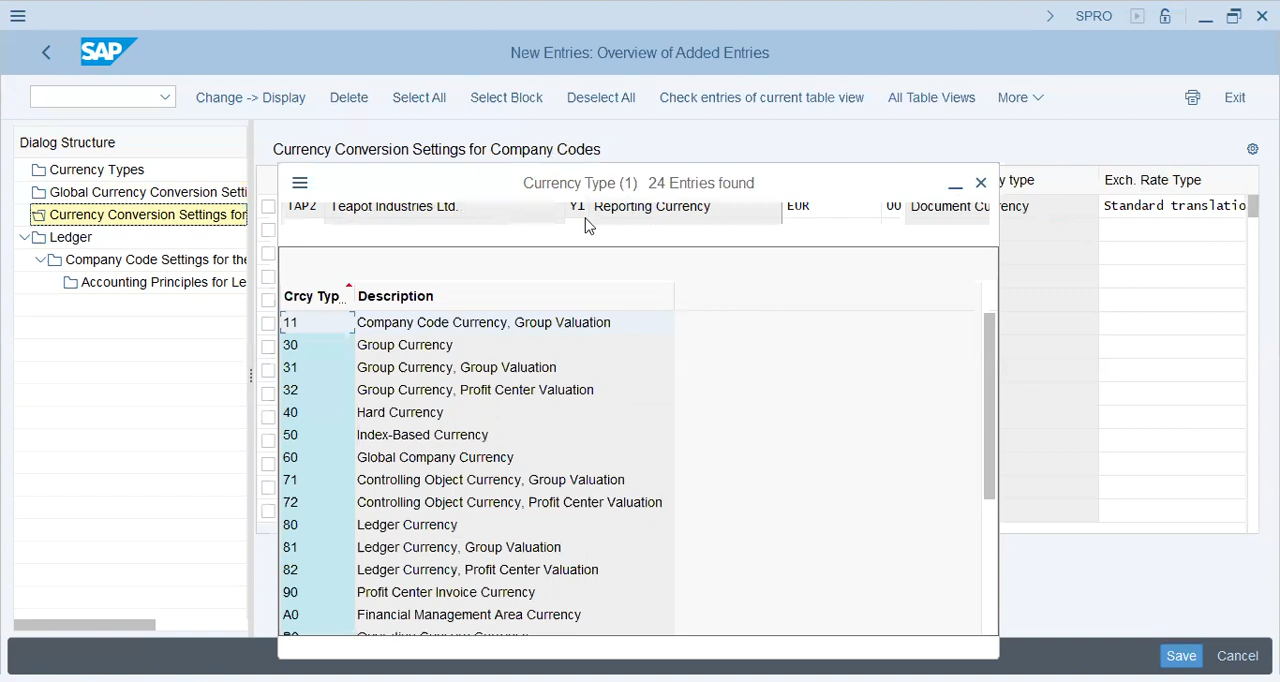 SPRO
SAP
New Entries: Overview of Added Entries
Change -> Display Delete Select All Select Block Deselect All Check entries of current table view All Table Views More Exit
Dialog Structure
Currency Types
Global Currency Conversion Setti
Currency Conversion Settings for
Ledger
Company Code Settings for the
Accounting Principles for Le
Currency Conversion Settings for Company Codes
y type Exch. Rate Type
Currency Type (1) 24 Entries found
TAP2 Teapot Industries Ltd. Y1 Reporting Currency EUR 00 Document Currency Standard translatio
Crcy Typ... Description
11 Company Code Currency, Group Valuation
30 Group Currency
31 Group Currency, Group Valuation
32 Group Currency, Profit Center Valuation
40 Hard Currency
50 Index-Based Currency
60 Global Company Currency
71 Controlling Object Currency, Group Valuation
72 Controlling Object Currency, Profit Center Valuation
80 Ledger Currency
81 Ledger Currency, Group Valuation
82 Ledger Currency, Profit Center Valuation
90 Profit Center Invoice Currency
A0 Financial Management Area Currency
Save Cancel